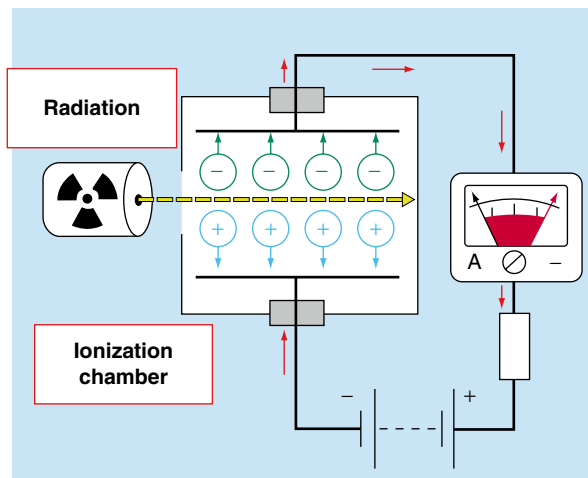 Radiation
− − − −
+ + + +
A −
Ionization
chamber
− +